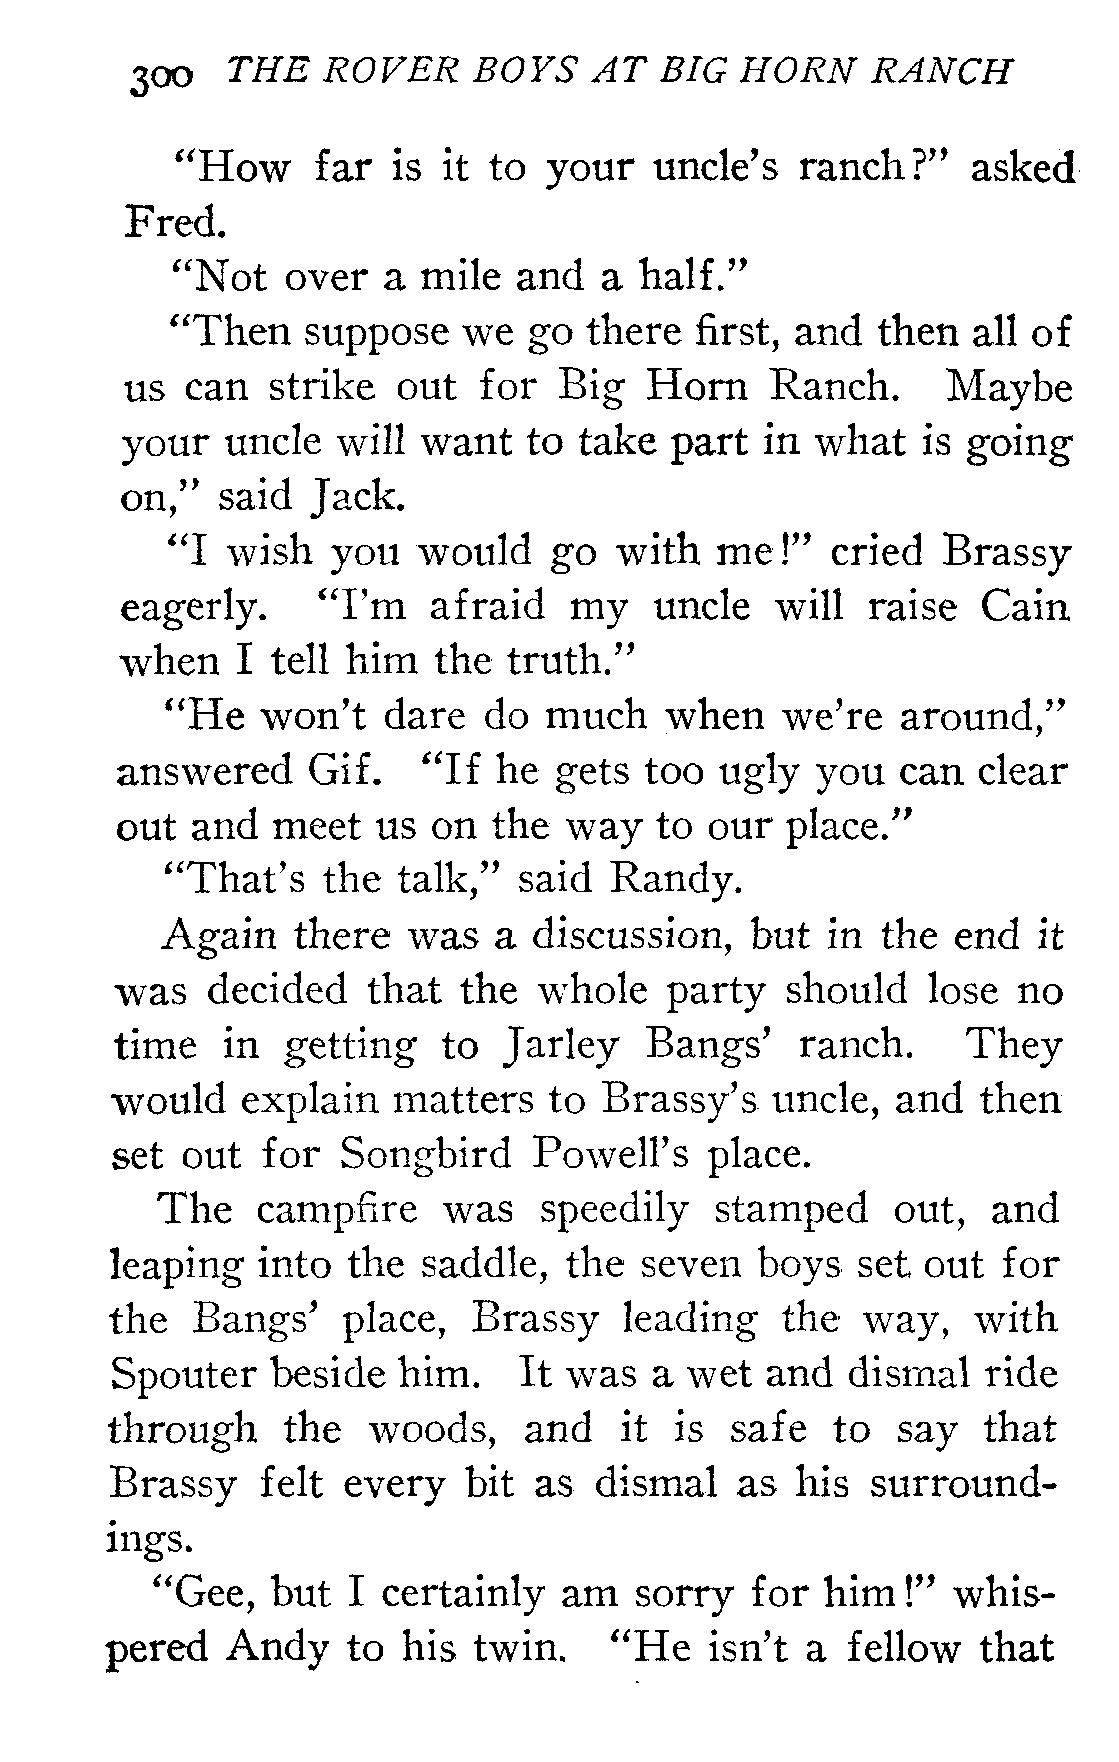 300 THE ROVER BOYS AT BIG HORN RANCH
“How far is it to your uncle’s ranch?” asked
Fred.
“Not over a mile and a half.”
“Then suppose we go there first, and then all of
us can strike out for Big Horn Ranch. Maybe
your uncle will want to take part in what is going
on,” said Jack.
“I wish you would go with me!” cried Brassy
eagerly. “I’m afraid my uncle will raise Cain
when I tell him the truth.”
“He won’t dare do much when we’re around,”
answered Gif. “If he gets too ugly you can clear
out and meet us on the way to our place.”
“That’s the talk,” said Randy.
Again there was a discussion, but in the end it
was decided that the whole party should lose no
time in getting to Jarley Bangs’ ranch. They
would explain matters to Brassy’s uncle, and then
set out for Songbird Powell’s place.
The campfire was speedily stamped out, and
leaping into the saddle, the seven boys set out for
the Bangs’ place, Brassy leading the way, with
Spouter beside him. It was a wet and dismal ride
through the woods, and it is safe to say that
Brassy felt every bit as dismal as his surround-
ings.
“Gee, but I certainly am sorry for him!” whis-
pered Andy to his twin. “He isn’t a fellow that